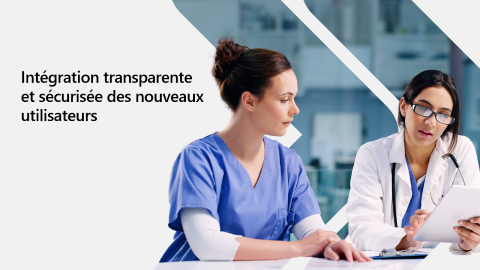 Intégration transparente
et sécurisée des nouveaux
utilisateurs